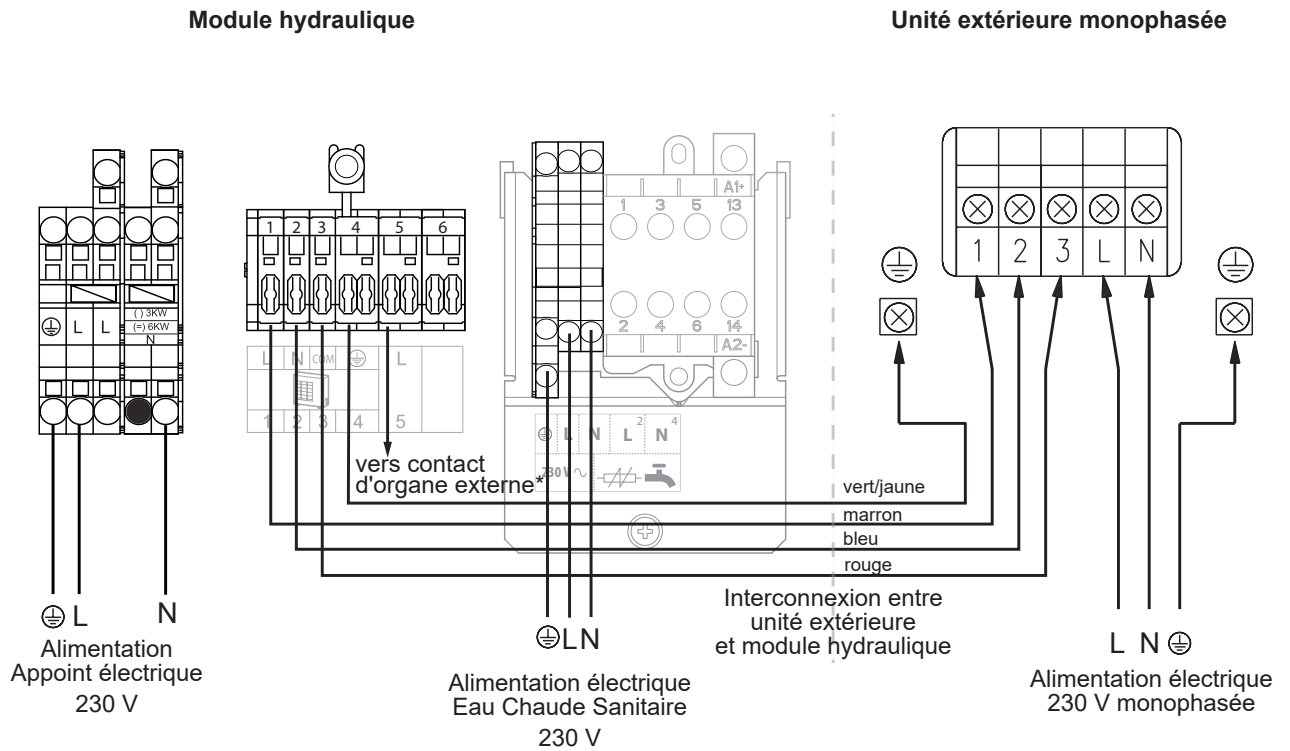 Module hydraulique
Unité extérieure monophasée
1 2 3 4 5 6
A1+
1 3 5 13
2 4 6 14
A2-
1 2 3 L N
L L
( ) 3KW
(=) 6KW
N
L N COM L
1 2 3 4 5
L N L 2 N 4
230 V ~
vers contact
d'organe externe*
vert/jaune
marron
bleu
rouge
Interconnexion entre
unité extérieure
et module hydraulique
L N
Alimentation
Appoint électrique
230 V
L N
Alimentation électrique
Eau Chaude Sanitaire
230 V
L N
Alimentation électrique
230 V monophasée